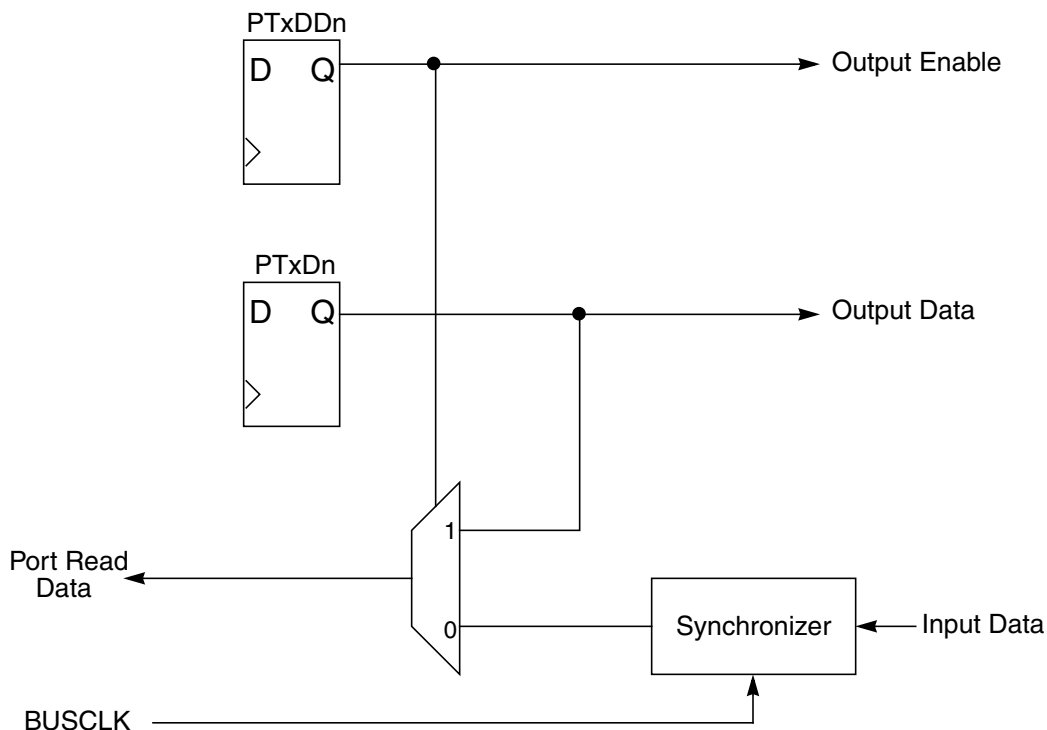 PTxDDn
D Q
Output Enable
PTxDn
D Q
Output Data
1
Port Read
Data
0
Synchronizer
Input Data
BUSCLK